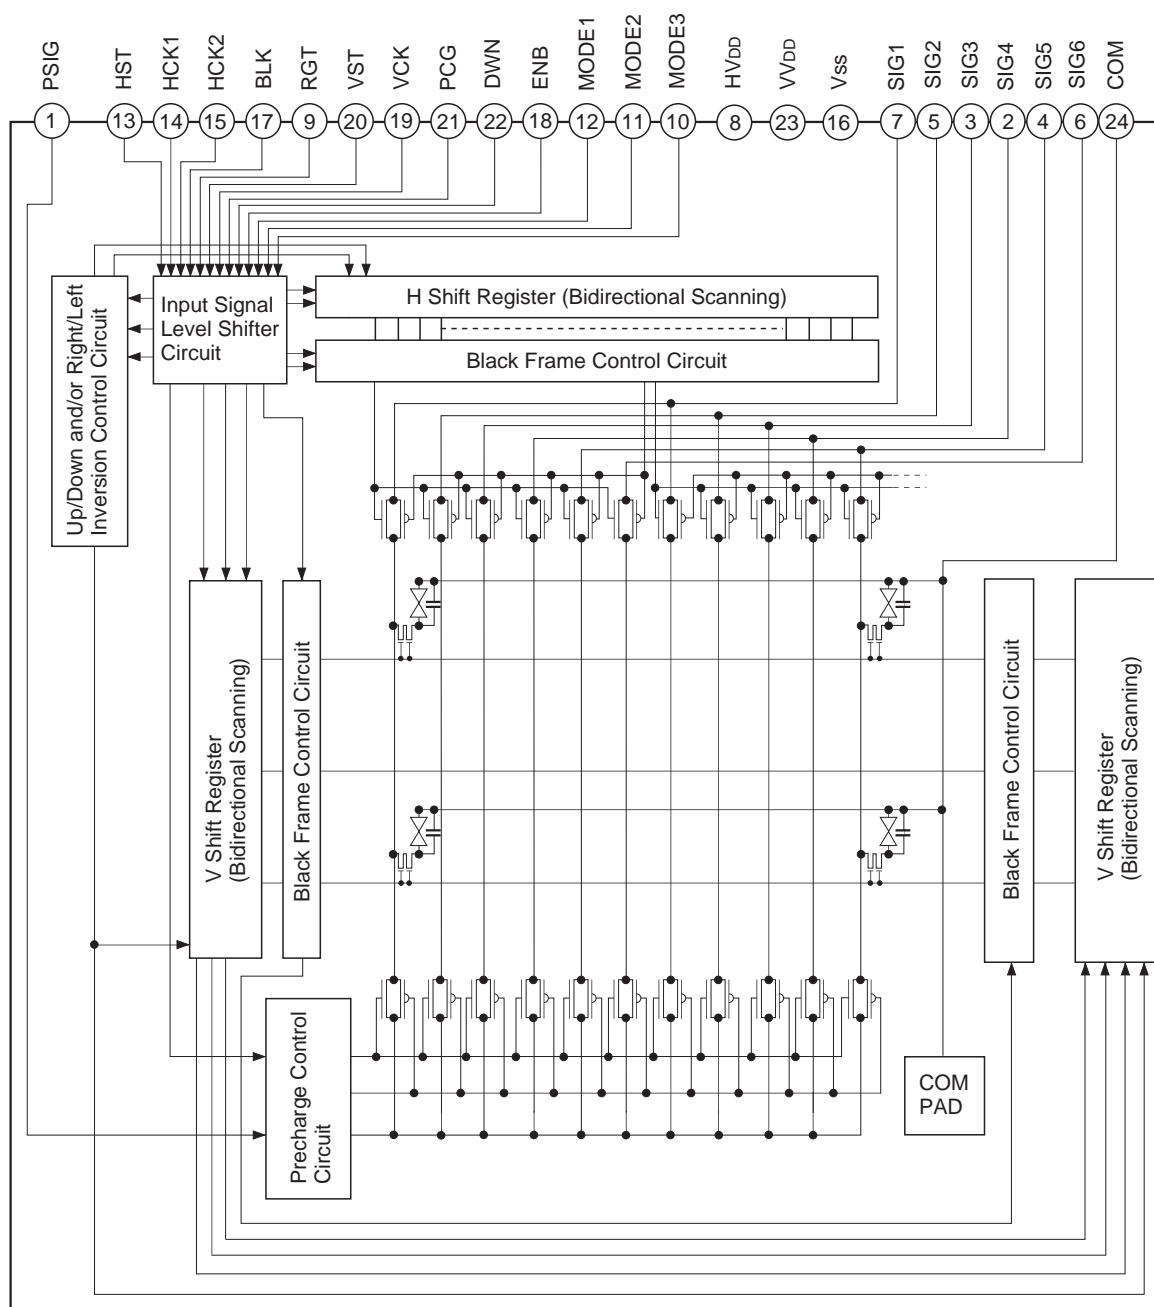 PSIG
HST
HCK1
HCK2
BLK
RGT
VST
VCK
PCG
DWN
ENB
MODE1
MODE2
MODE3
HVDD
VVDD
Vss
SIG1
SIG2
SIG3
SIG4
SIG5
SIG6
COM
1
13
14
15
17
9
20
19
21
22
18
12
11
10
8
23
16
7
5
3
2
4
6
24
Up/Down and/or Right/Left
Inversion Control Circuit
Input Signal
Level Shifter
Circuit
H Shift Register (Bidirectional Scanning)
Black Frame Control Circuit
V Shift Register
(Bidirectional Scanning)
Black Frame Control Circuit
Black Frame Control Circuit
V Shift Register
(Bidirectional Scanning)
Precharge Control
Circuit
COM
PAD